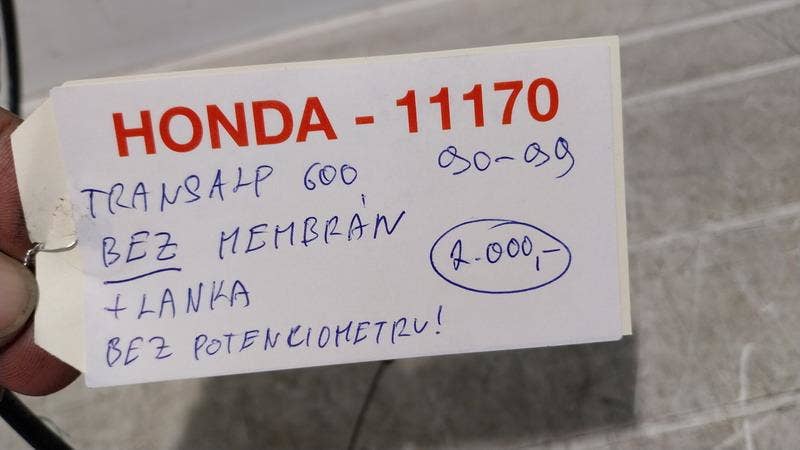 HONDA - 11170
TRANSALP 600 90-99
BEZ MEMBRÁN
2.000,-
+ LANKA
BEZ POTENCIOMETRU!